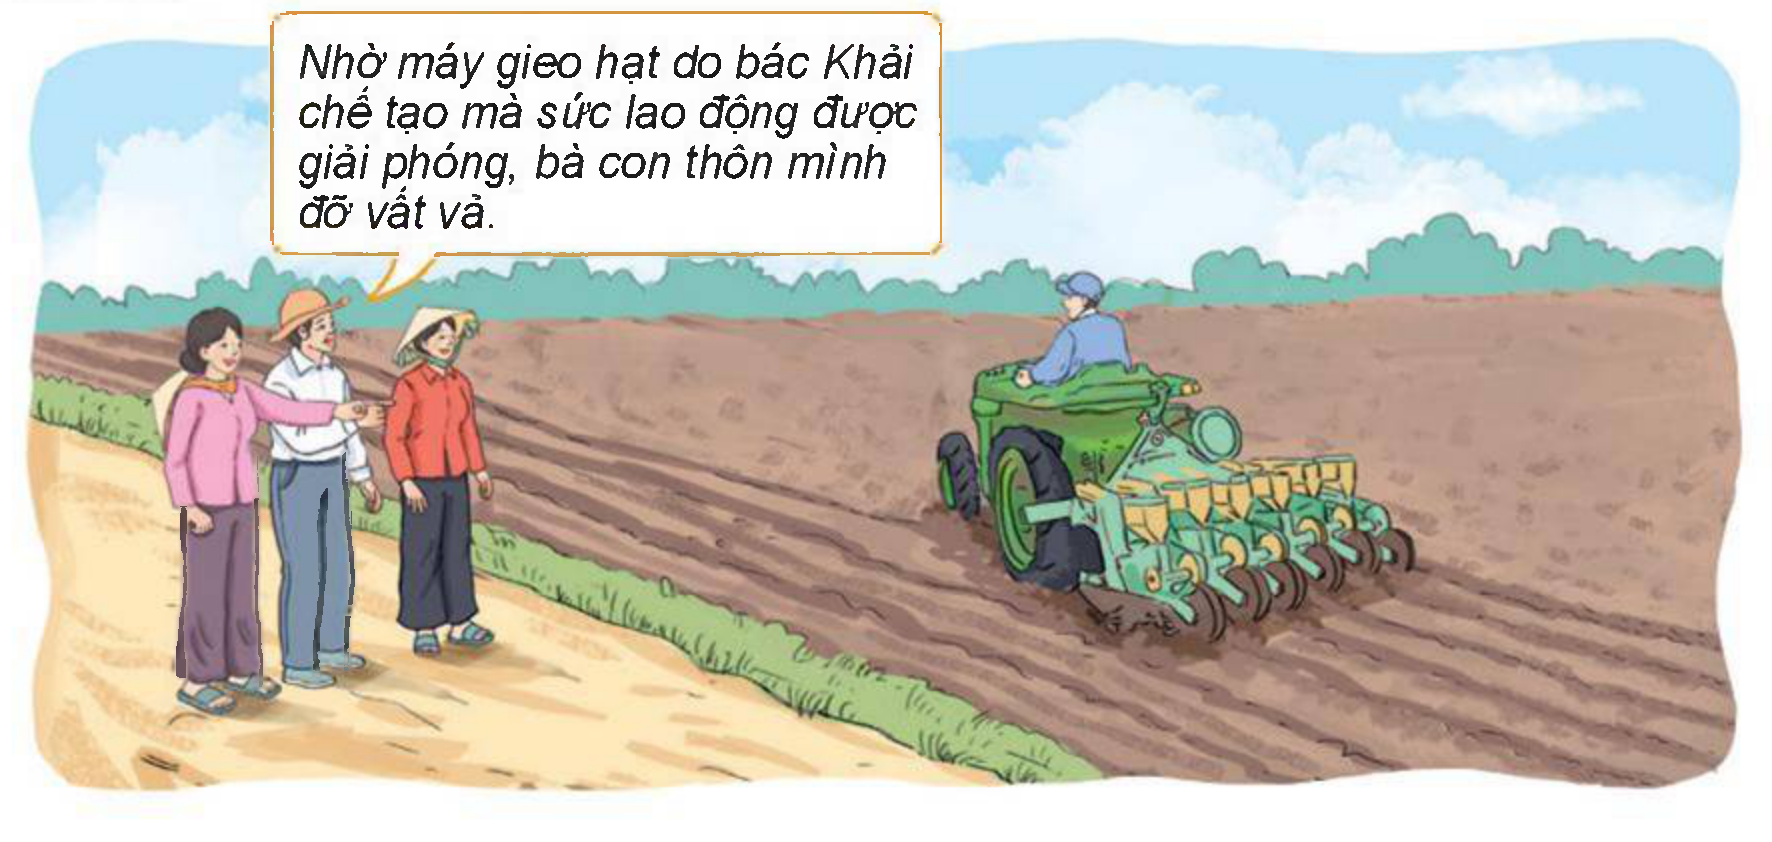 Nhờ máy gieo hạt do bác Khải
chế tạo mà sức lao động được
giải phóng, bà con thôn mình
đỡ vất vả.